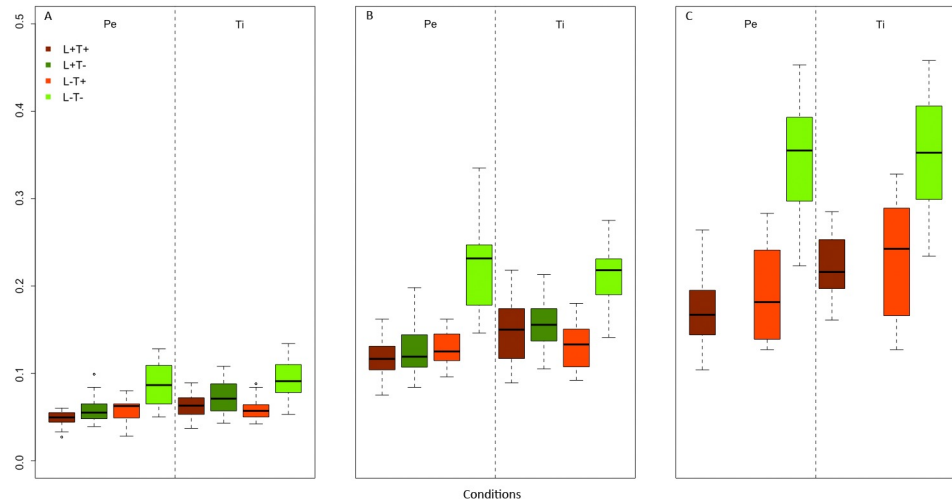 A
Pe
Ti
L+T+
L+T-
L-T+
L-T-
B
Pe
Ti
C
Pe
Ti
0.5
0.4
0.3
0.2
0.1
0.0
Conditions